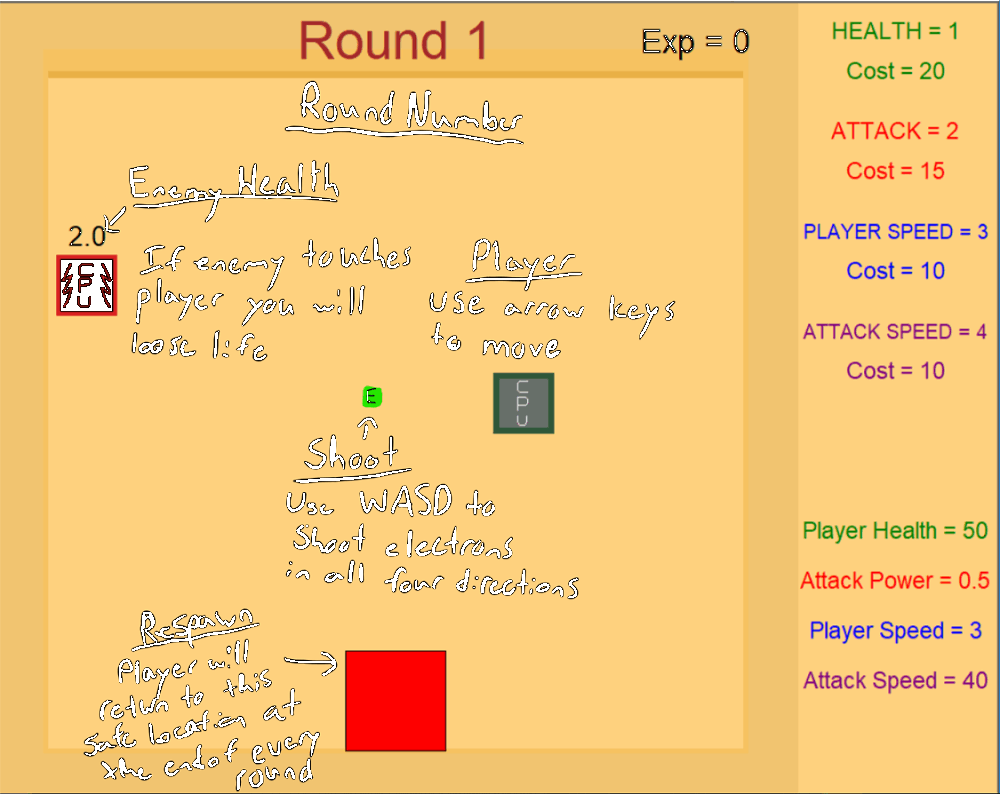 Round 1
Exp = 0
Round Number
Enemy Health
2.0
CPU
If enemy touches
player you will
loose life
Player
Use arrow keys
to move
CPU
E
Shoot
Use WASD to
Shoot electrons
in all four directions
Respawn
Player will
return to this
safe location at
the end of every
round
HEALTH = 1
Cost = 20
ATTACK = 2
Cost = 15
PLAYER SPEED = 3
Cost = 10
ATTACK SPEED = 4
Cost = 10
Player Health = 50
Attack Power = 0.5
Player Speed = 3
Attack Speed = 40